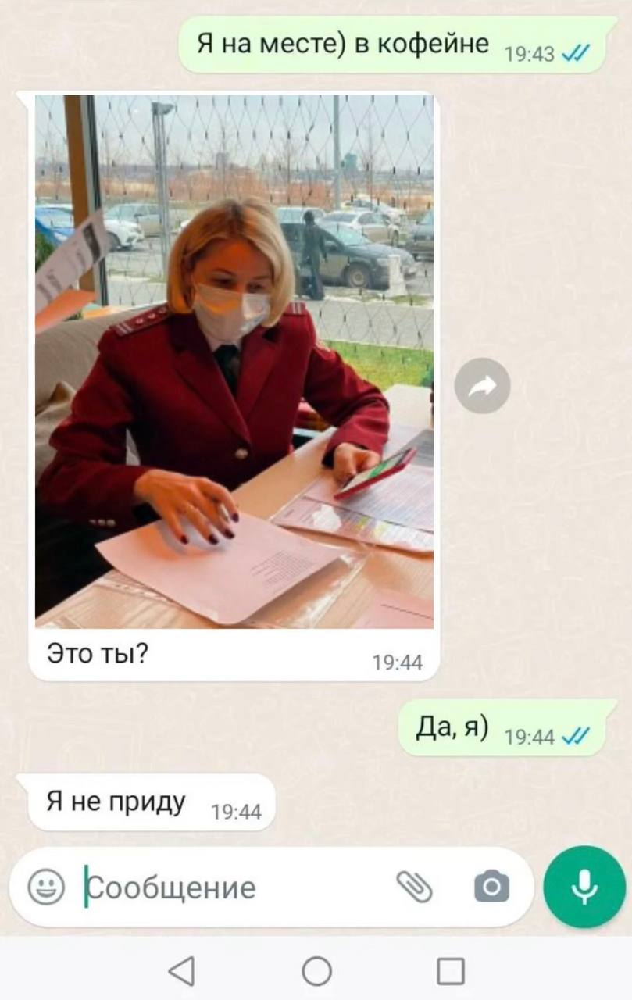 Я на месте) в кофейне 19:43
Это ты? 19:44
Да, я) 19:44
Я не приду 19:44
Сообщение